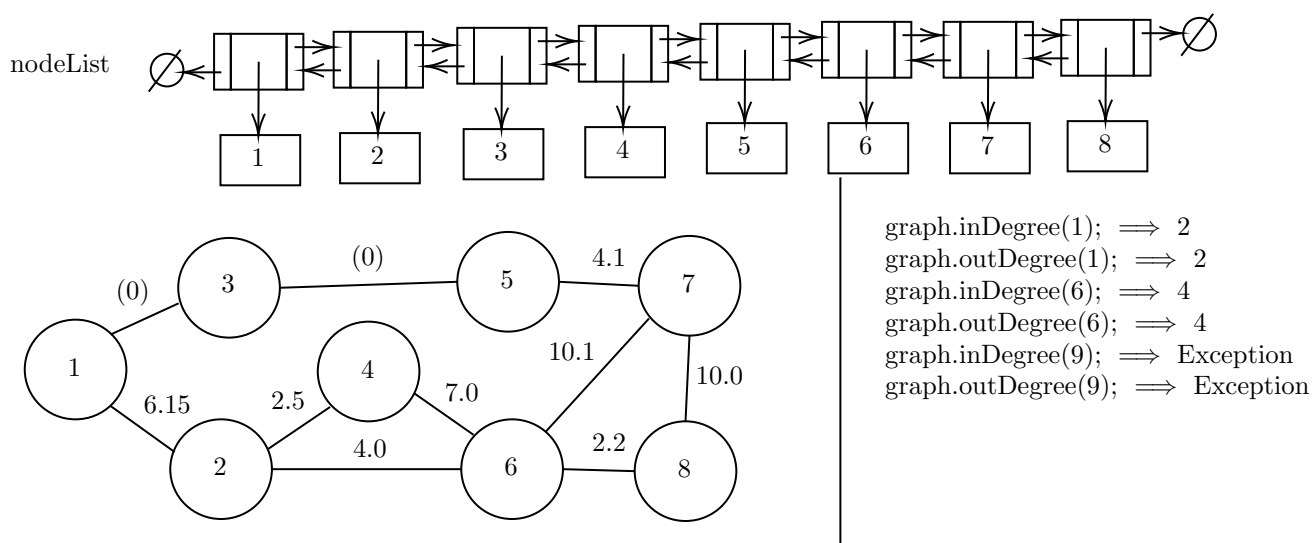 nodeList
1 2 3 4 5 6 7 8
graph.inDegree(1); ⟹ 2
graph.outDegree(1); ⟹ 2
graph.inDegree(6); ⟹ 4
graph.outDegree(6); ⟹ 4
graph.inDegree(9); ⟹ Exception
graph.outDegree(9); ⟹ Exception
(0)
4.1
(0)
3
5
7
10.1
1
4
10.0
7.0
2.5
6.15
4.0
2.2
2
6
8